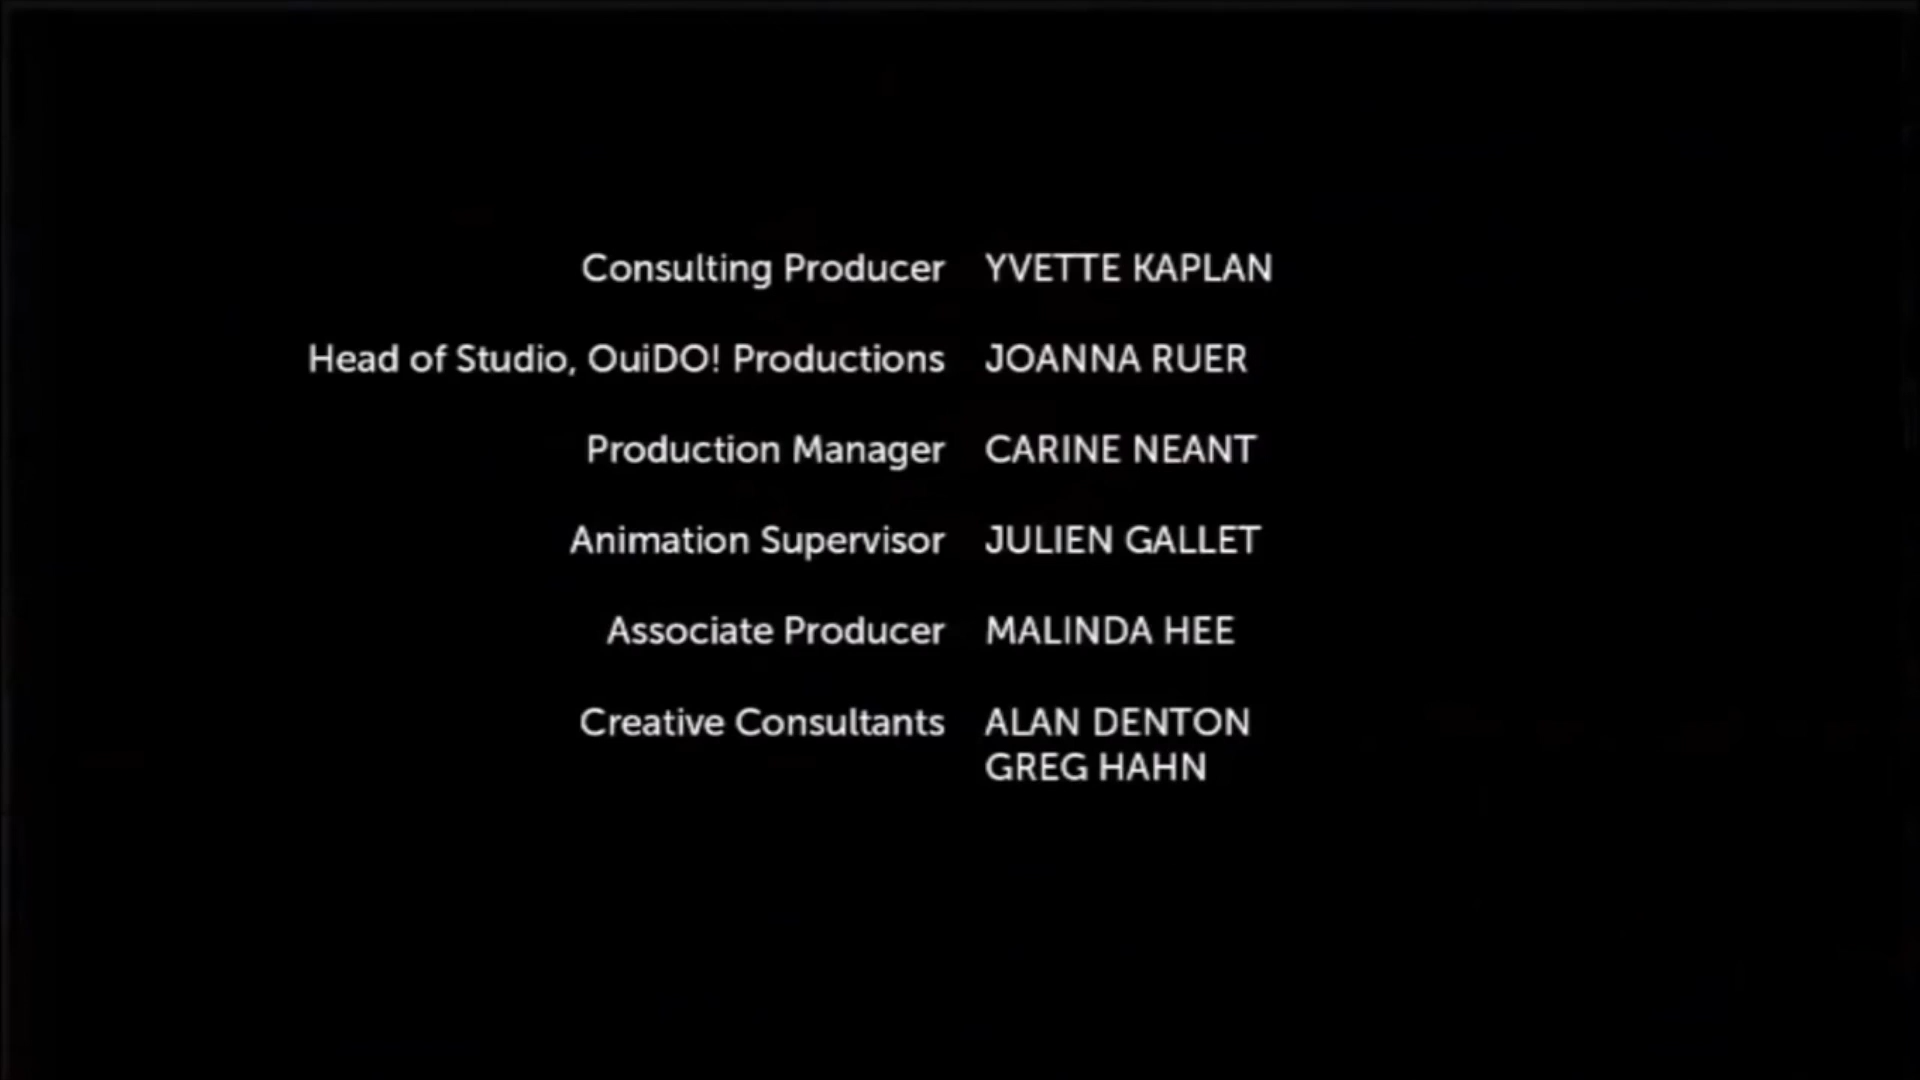 Consulting Producer YVETTE KAPLAN
Head of Studio, OuiDO! Productions JOANNA RUER
Production Manager CARINE NEANT
Animation Supervisor JULIEN GALLET
Associate Producer MALINDA HEE
Creative Consultants ALAN DENTON
GREG HAHN